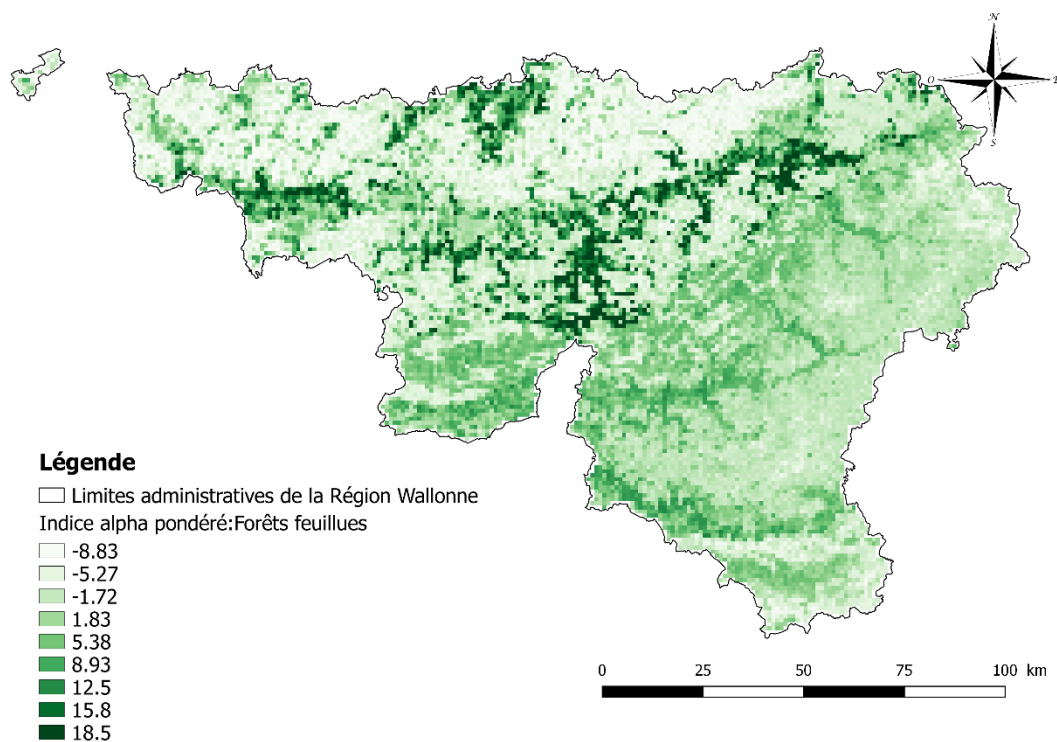 N
O
E
S
Légende
Limites administratives de la Région Wallonne
Indice alpha pondéré:Forêts feuillues
-8.83
-5.27
-1.72
1.83
5.38
8.93
12.5
15.8
18.5
0 25 50 75 100 km